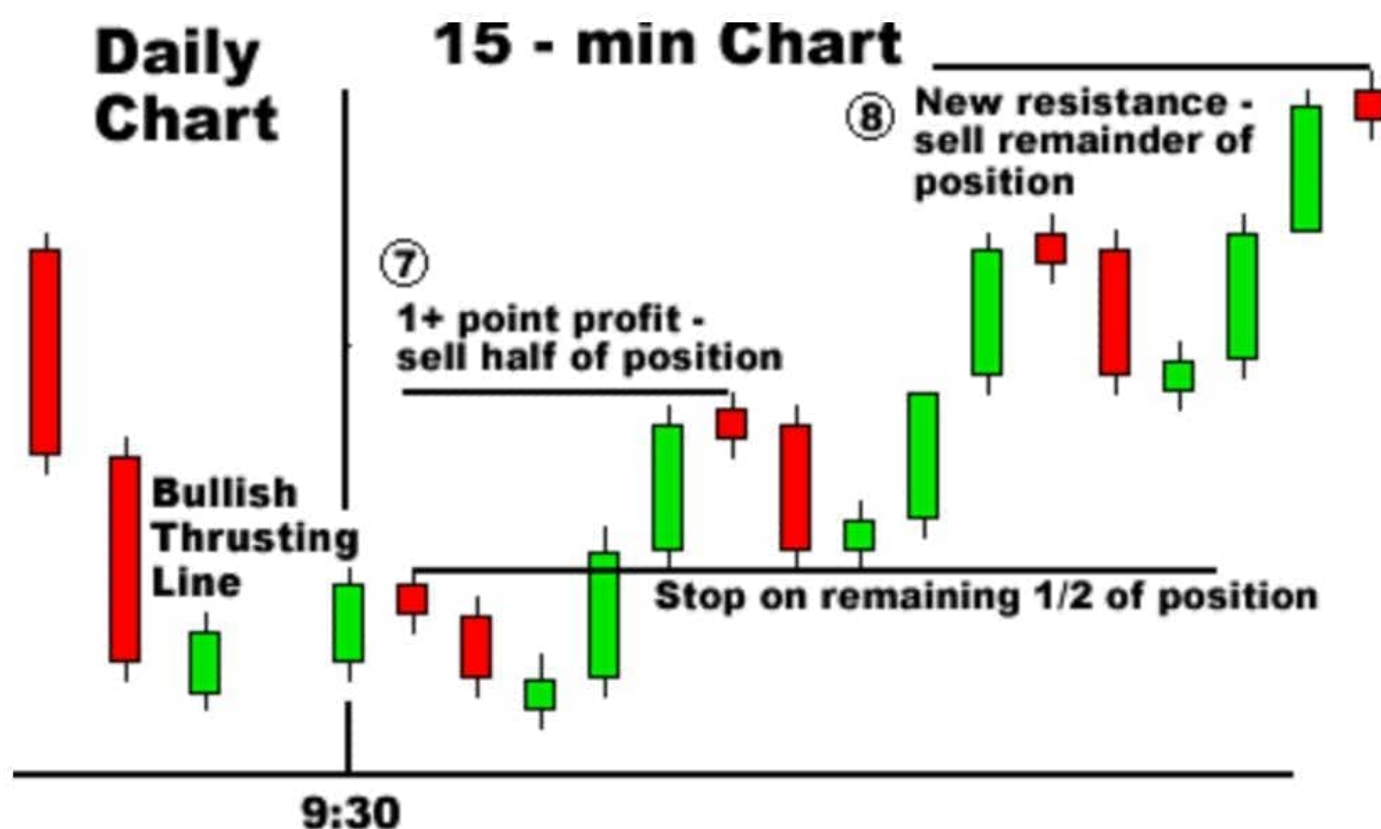 Daily
Chart
15 - min Chart
8
New resistance -
sell remainder of
position
7
1+ point profit -
sell half of position
Bullish
Thrusting
Line
Stop on remaining 1/2 of position
9:30